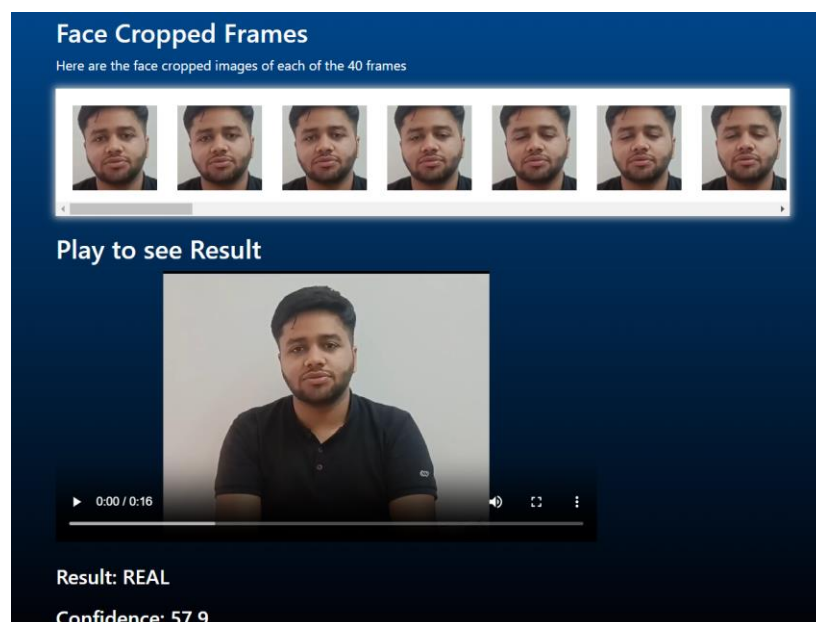 Face Cropped Frames
Here are the face cropped images of each of the 40 frames
Play to see Result
0:00 / 0:16
Result: REAL
Confidence: 57.9